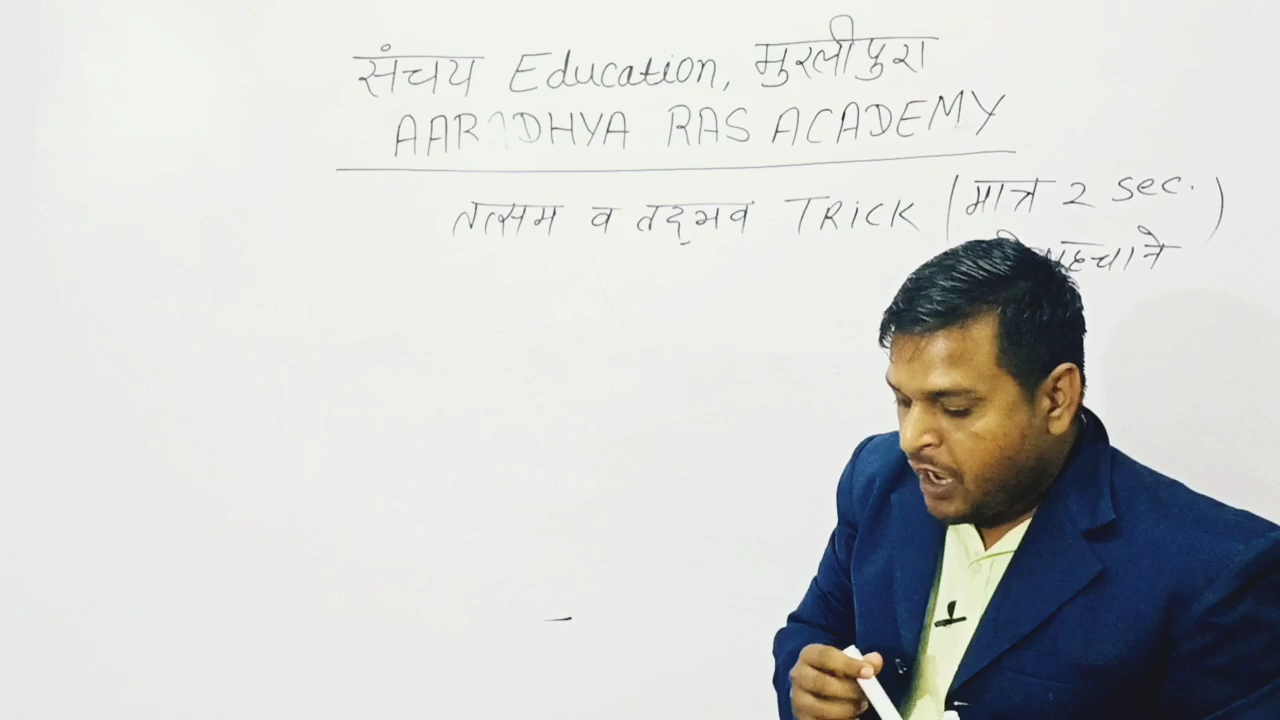 संचय Education, मुरलीपुरा
AARADHYA RAS ACADEMY
तत्सम व तद्भव TRICK (मात्र 2 sec.)
पहचाने